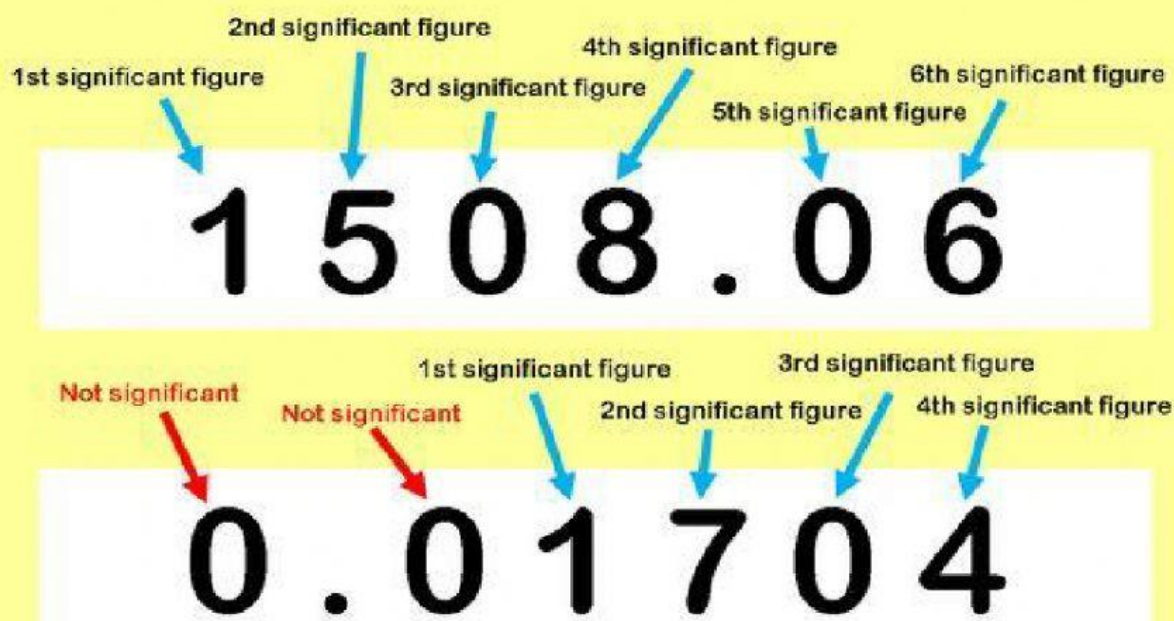 2nd significant figure
4th significant figure
1st significant figure
3rd significant figure
6th significant figure
5th significant figure
1508.06
1st significant figure
3rd significant figure
Not significant
Not significant
2nd significant figure
4th significant figure
0.01704